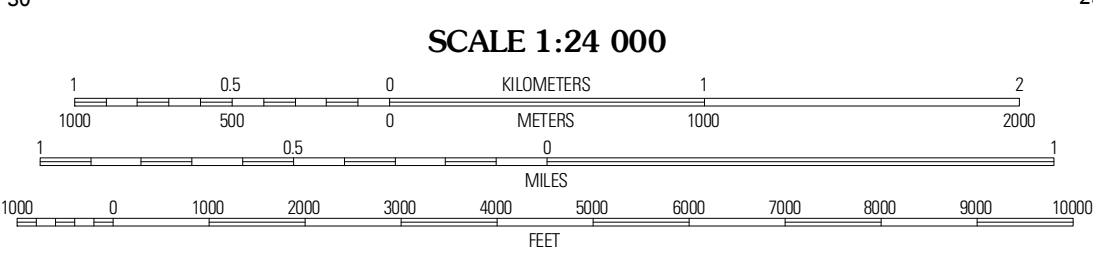 SCALE 1:24 000
1 0.5 0 KILOMETERS 1 2
1000 500 0 METERS 1000 2000
1 0.5 0 1
MILES
1000 0 1000 2000 3000 4000 5000 6000 7000 8000 9000 10000
FEET